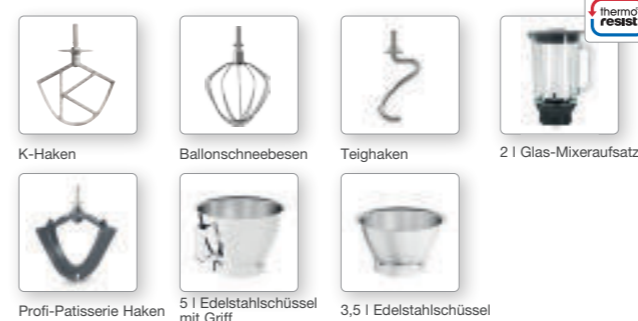 thermo
resist
K-Haken
Ballonschneebesen
Teighaken
2 l Glas-Mixeraufsatz
Profi-Patisserie Haken
5 l Edelstahlschüssel
mit Griff
3,5 l Edelstahlschüssel